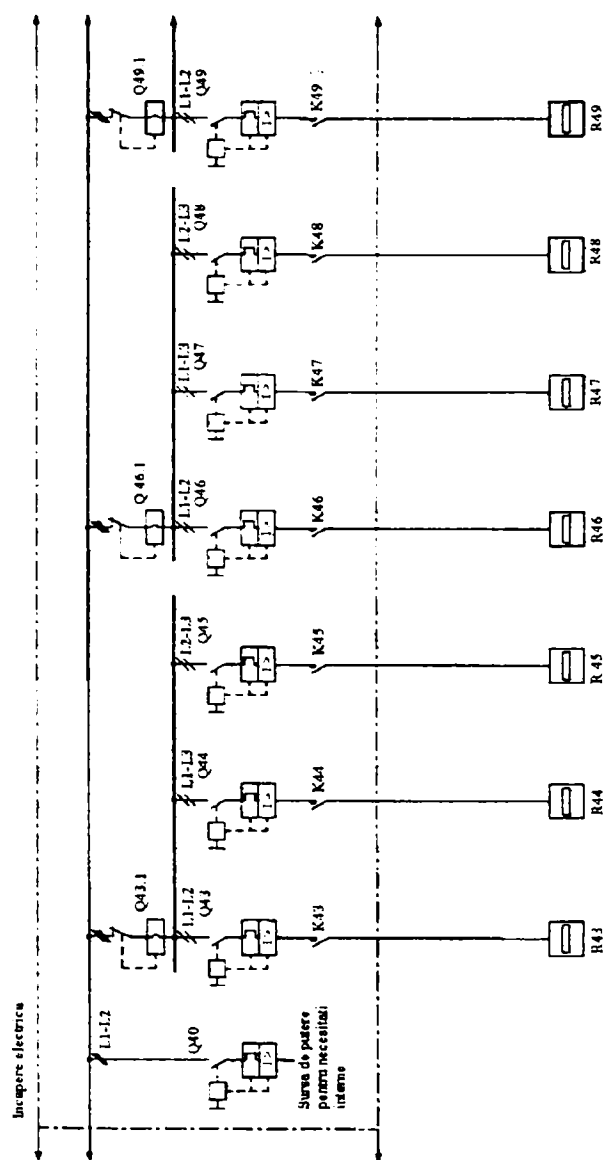 Incapere electrica
L1-L2
Q40
Sursa de putere
pentru necesitati
interne
Q43.1
L1-L2
Q43
I>
K43
R43
L1-L3
Q44
I>
K44
R44
L2-L3
Q45
I>
K45
R45
Q46.1
L1-L2
Q46
I>
K46
R46
L1-L3
Q47
I>
K47
R47
L2-L3
Q48
I>
K48
R48
Q49.1
L1-L2
Q49
I>
K49
R49